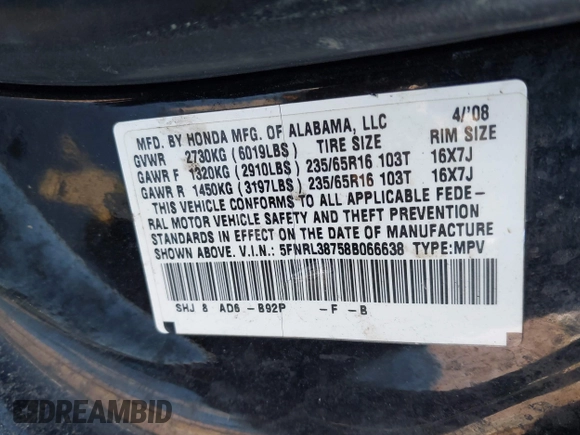 MFD. BY HONDA MFG. OF ALABAMA, LLC 4/'08
GVWR 2730KG (6019LBS) TIRE SIZE RIM SIZE
GAWR F 1320KG (2910LBS) 235/65R16 103T 16X7J
GAWR R 1450KG (3197LBS) 235/65R16 103T 16X7J
THIS VEHICLE CONFORMS TO ALL APPLICABLE FEDE-
RAL MOTOR VEHICLE SAFETY AND THEFT PREVENTION
STANDARDS IN EFFECT ON THE DATE OF MANUFACTURE
SHOWN ABOVE. V.I.N.: 5FNRL38758B066638 TYPE:MPV
SHJ 8 AD6 -B92P -F -B
DREAMBID